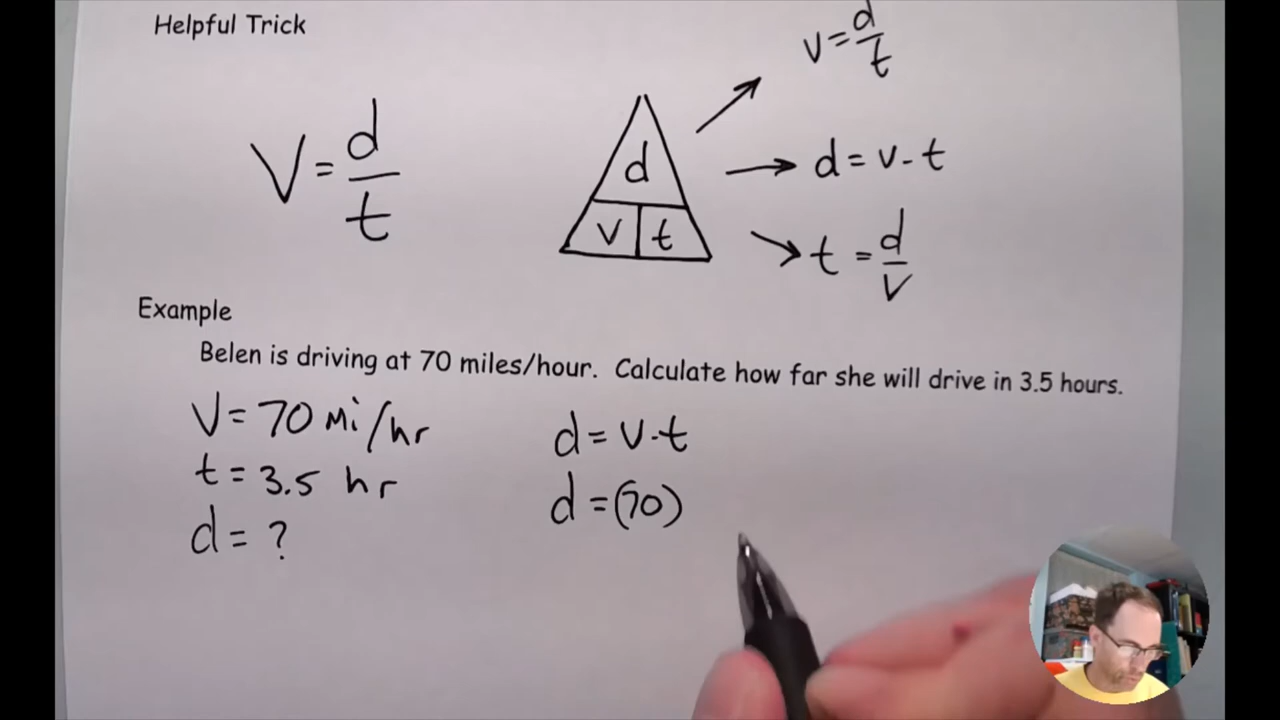 Helpful Trick
v = d/t
V = d/t
d
v t
d = v · t
t = d/v
Example
Belen is driving at 70 miles/hour. Calculate how far she will drive in 3.5 hours.
V = 70 mi/hr
t = 3.5 hr
d = ?
d = v · t
d = (70)